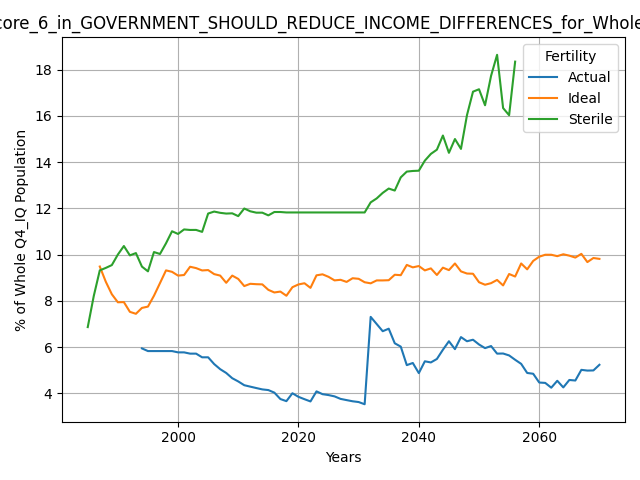 core_6_in_GOVERNMENT_SHOULD_REDUCE_INCOME_DIFFERENCES_for_Whole
Fertility
Actual
Ideal
Sterile
% of Whole Q4_IQ Population
18
16
14
12
10
8
6
4
2000
2020
2040
2060
Years